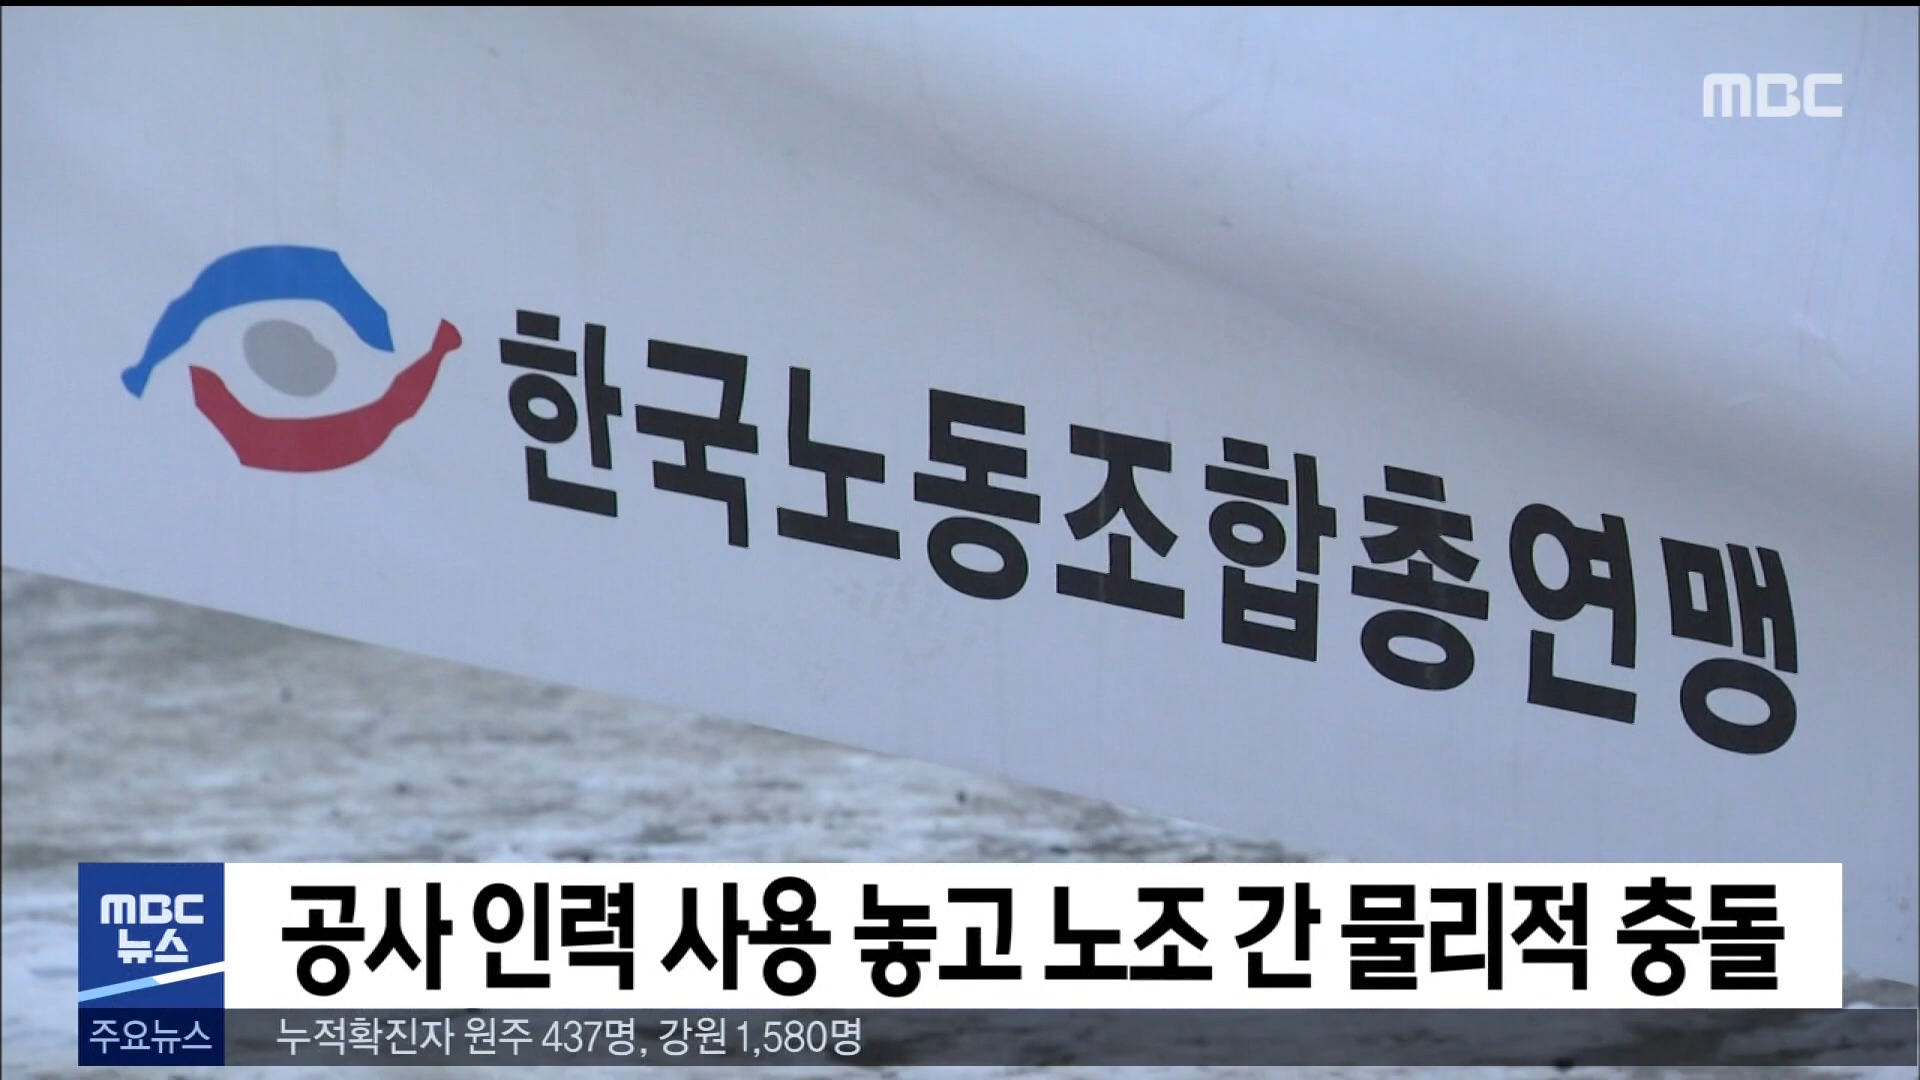 MBC
한국노동조합총연맹
MBC
뉴스
공사 인력 사용 놓고 노조 간 물리적 충돌
주요뉴스
누적확진자 원주 437명, 강원 1,580명